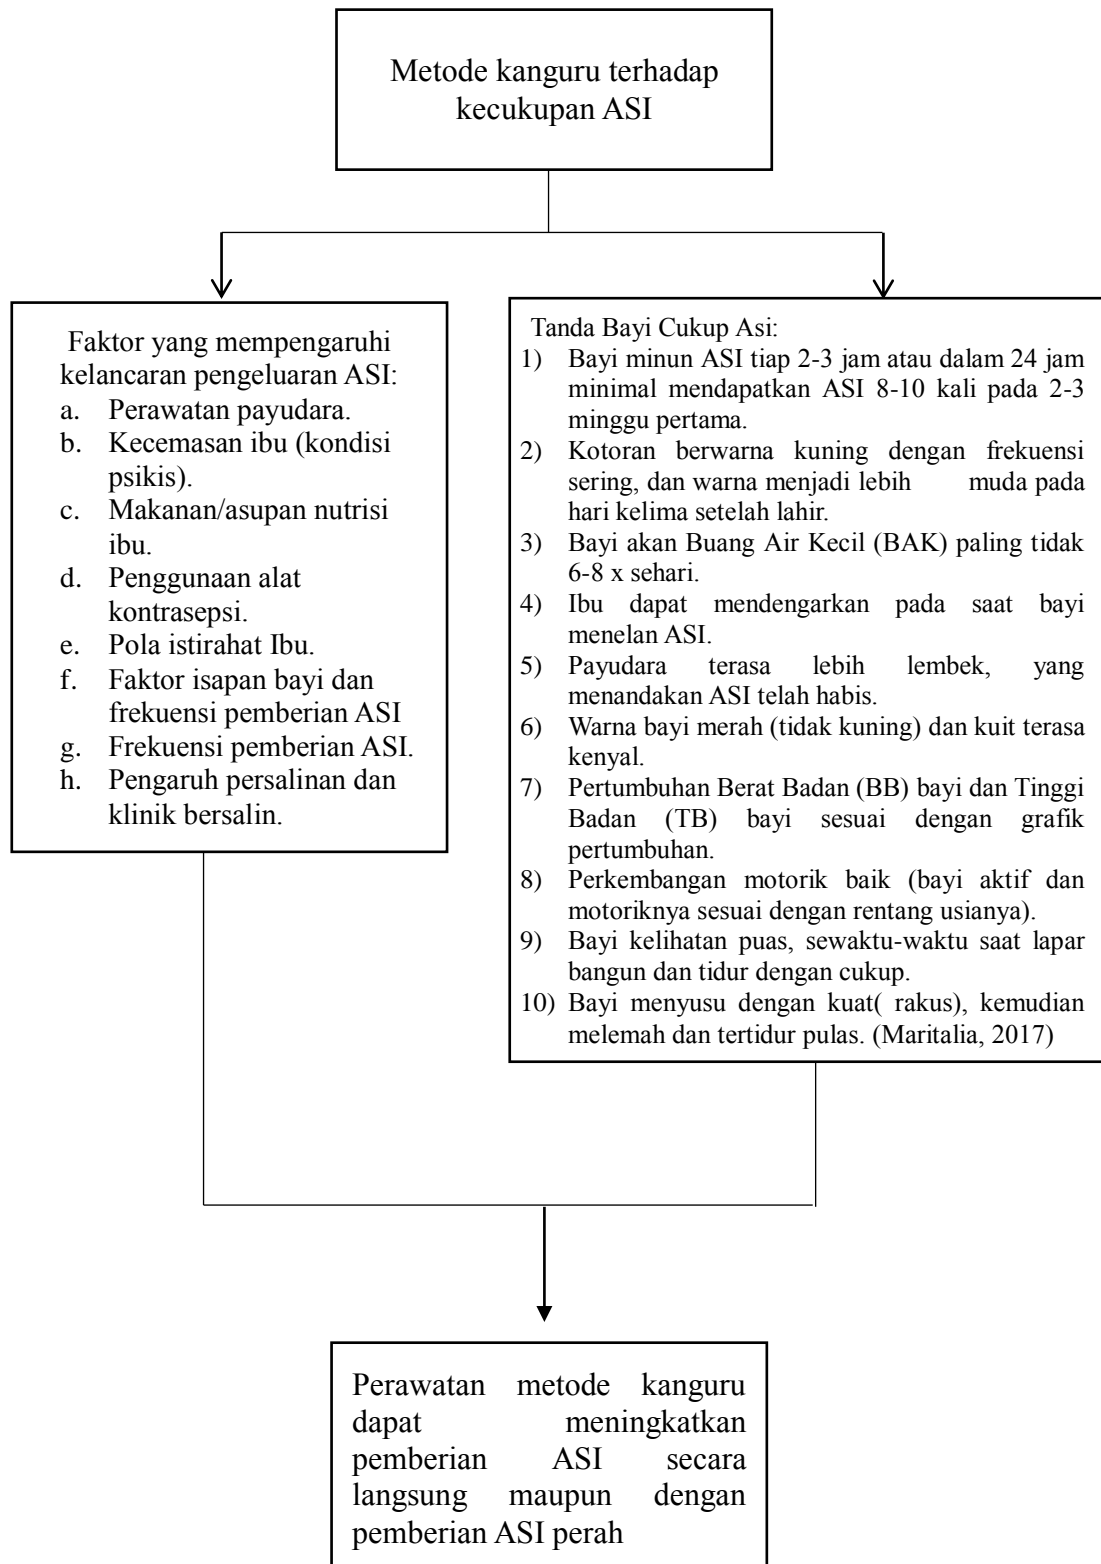 Metode kanguru terhadap
kecukupan ASI
Faktor yang mempengaruhi
kelancaran pengeluaran ASI:
a. Perawatan payudara.
b. Kecemasan ibu (kondisi
psikis).
c. Makanan/asupan nutrisi
ibu.
d. Penggunaan alat
kontrasepsi.
e. Pola istirahat Ibu.
f. Faktor isapan bayi dan
frekuensi pemberian ASI
g. Frekuensi pemberian ASI.
h. Pengaruh persalinan dan
klinik bersalin.
Tanda Bayi Cukup Asi:
1) Bayi minun ASI tiap 2-3 jam atau dalam 24 jam
minimal mendapatkan ASI 8-10 kali pada 2-3
minggu pertama.
2) Kotoran berwarna kuning dengan frekuensi
sering, dan warna menjadi lebih muda pada
hari kelima setelah lahir.
3) Bayi akan Buang Air Kecil (BAK) paling tidak
6-8 x sehari.
4) Ibu dapat mendengarkan pada saat bayi
menelan ASI.
5) Payudara terasa lebih lembek, yang
menandakan ASI telah habis.
6) Warna bayi merah (tidak kuning) dan kuit terasa
kenyal.
7) Pertumbuhan Berat Badan (BB) bayi dan Tinggi
Badan (TB) bayi sesuai dengan grafik
pertumbuhan.
8) Perkembangan motorik baik (bayi aktif dan
motoriknya sesuai dengan rentang usianya).
9) Bayi kelihatan puas, sewaktu-waktu saat lapar
bangun dan tidur dengan cukup.
10) Bayi menyusu dengan kuat( rakus), kemudian
melemah dan tertidur pulas. (Maritalia, 2017)
Perawatan metode kanguru
dapat meningkatkan
pemberian ASI secara
langsung maupun dengan
pemberian ASI perah